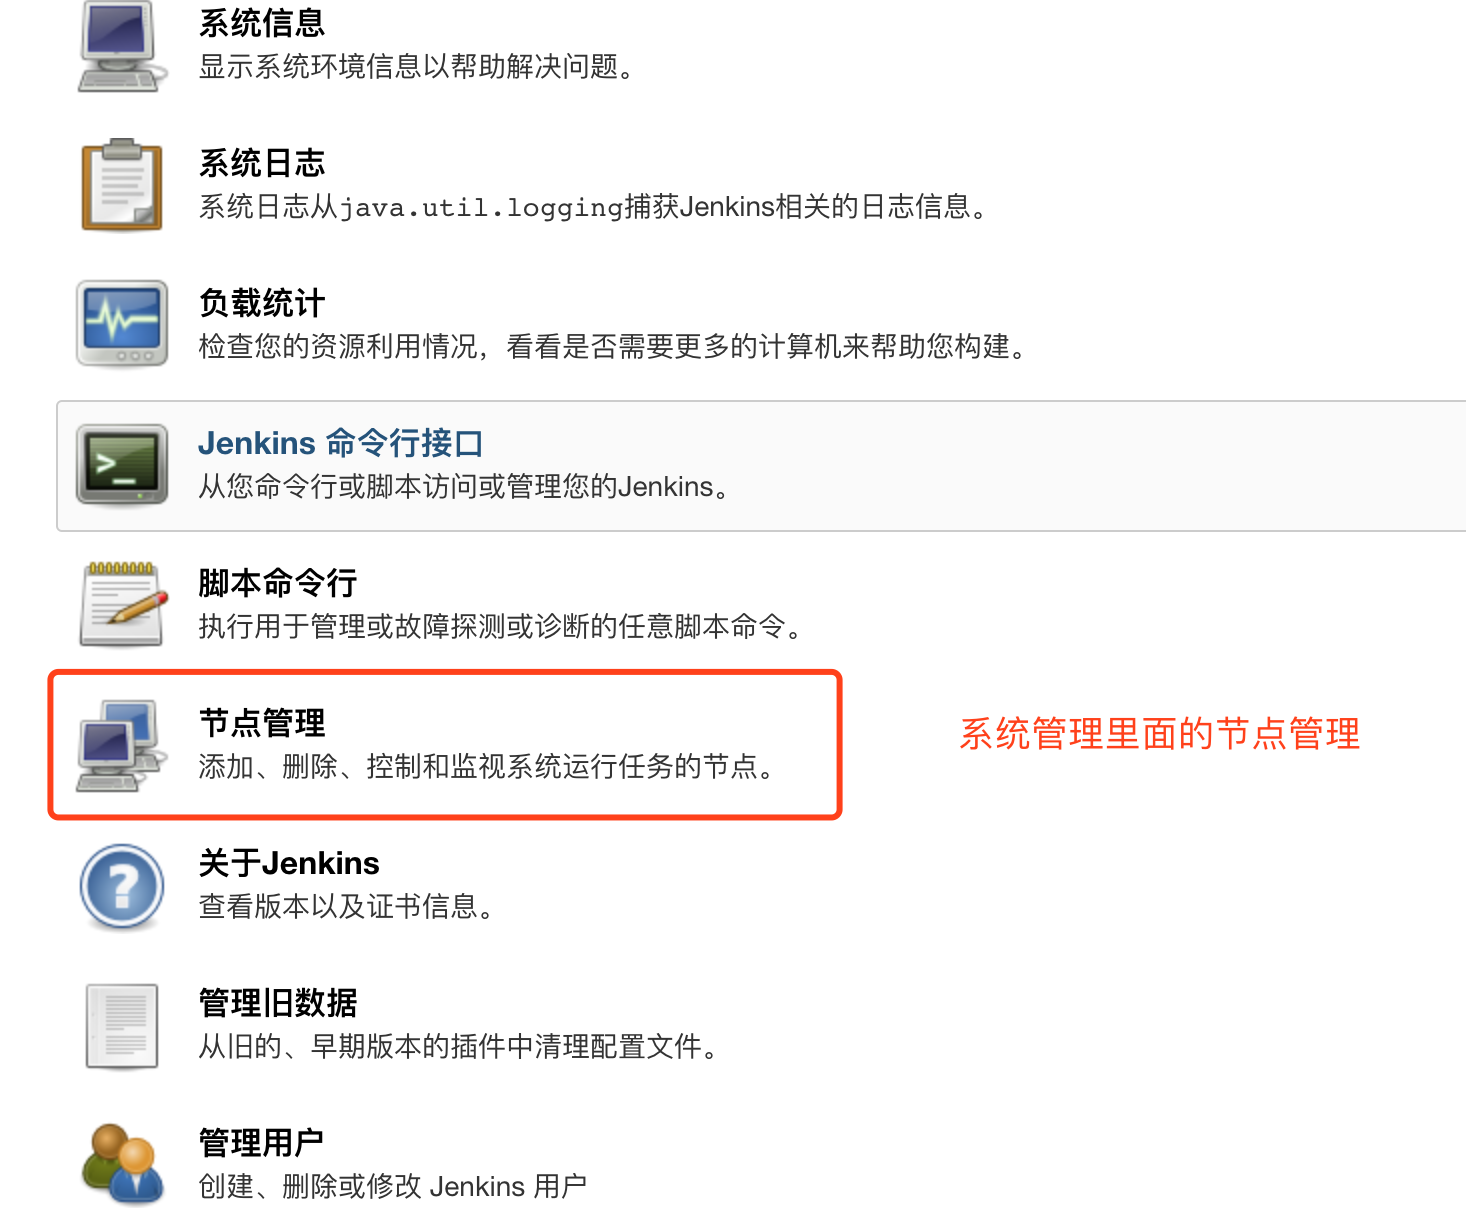 系统信息
显示系统环境信息以帮助解决问题。
系统日志
系统日志从java.util.logging捕获Jenkins相关的日志信息。
负载统计
检查您的资源利用情况，看看是否需要更多的计算机来帮助您构建。
Jenkins 命令行接口
从您命令行或脚本访问或管理您的Jenkins。
脚本命令行
执行用于管理或故障探测或诊断的任意脚本命令。
节点管理
添加、删除、控制和监视系统运行任务的节点。
系统管理里面的节点管理
关于Jenkins
查看版本以及证书信息。
管理旧数据
从旧的、早期版本的插件中清理配置文件。
管理用户
创建、删除或修改 Jenkins 用户